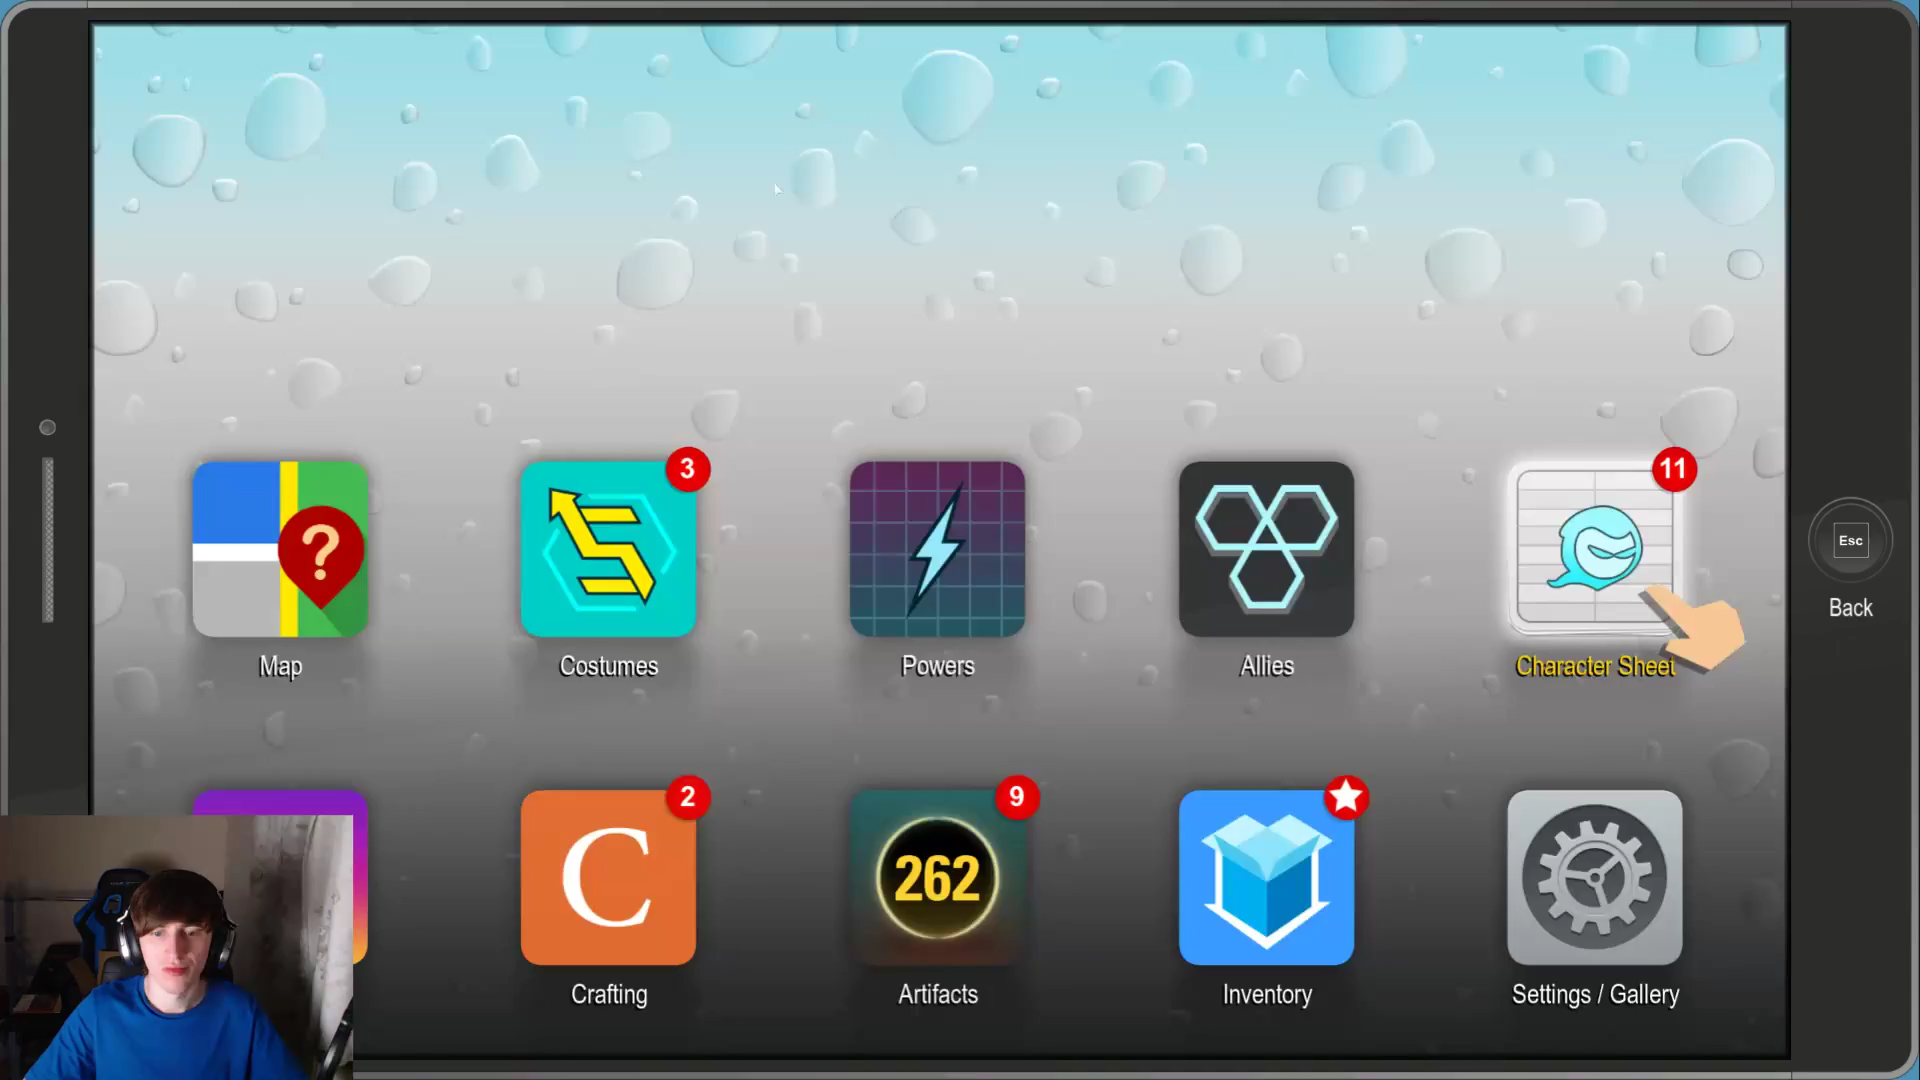 3
11
?
Esc
Map
Costumes
Powers
Allies
Character Sheet
Back
2
9
C
262
Crafting
Artifacts
Inventory
Settings / Gallery